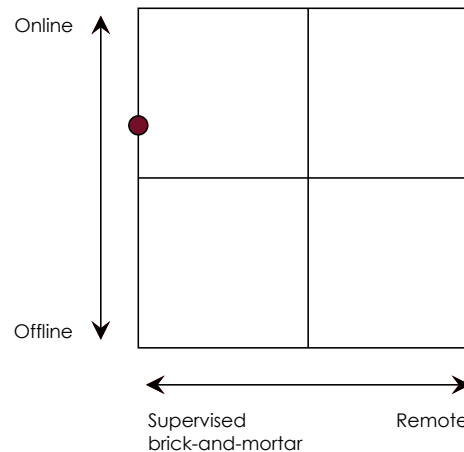 Online
Offline
Supervised
brick-and-mortar
Remote